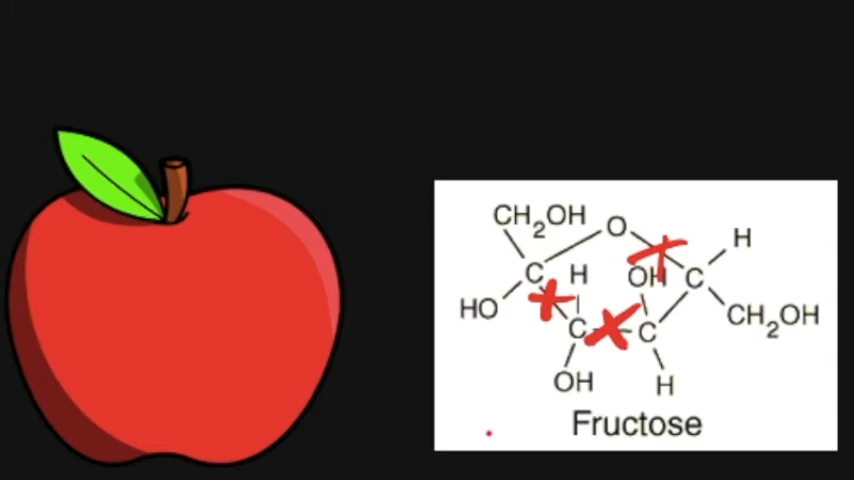 CH₂OH O H
C H OH C
HO CH₂OH
C C
OH H
Fructose